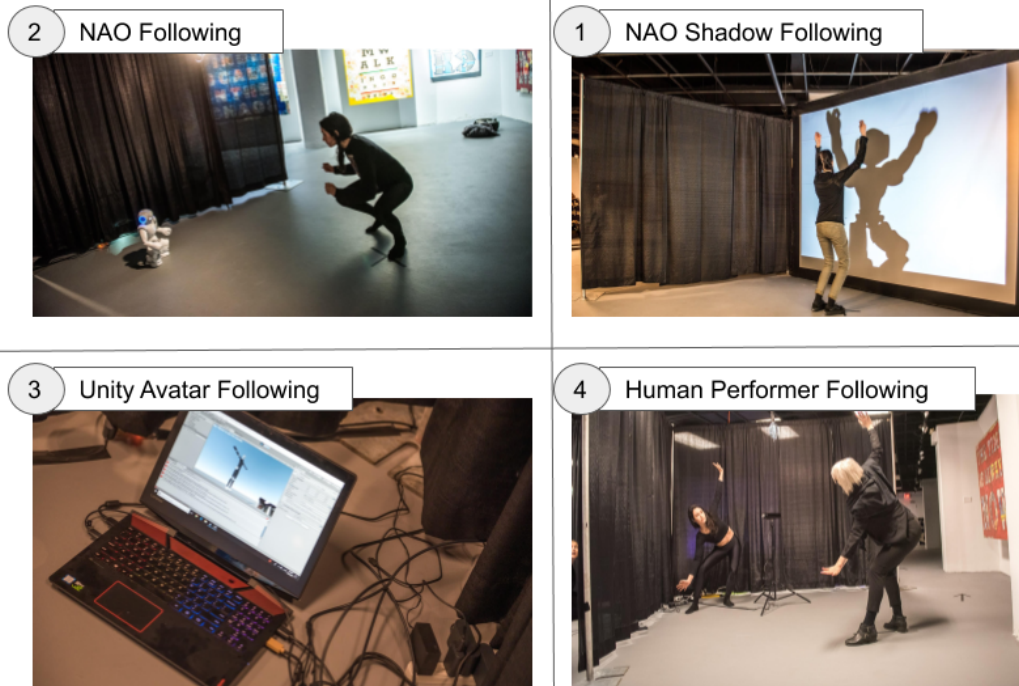 2 NAO Following
1 NAO Shadow Following
M W
A L K
3 Unity Avatar Following
4 Human Performer Following